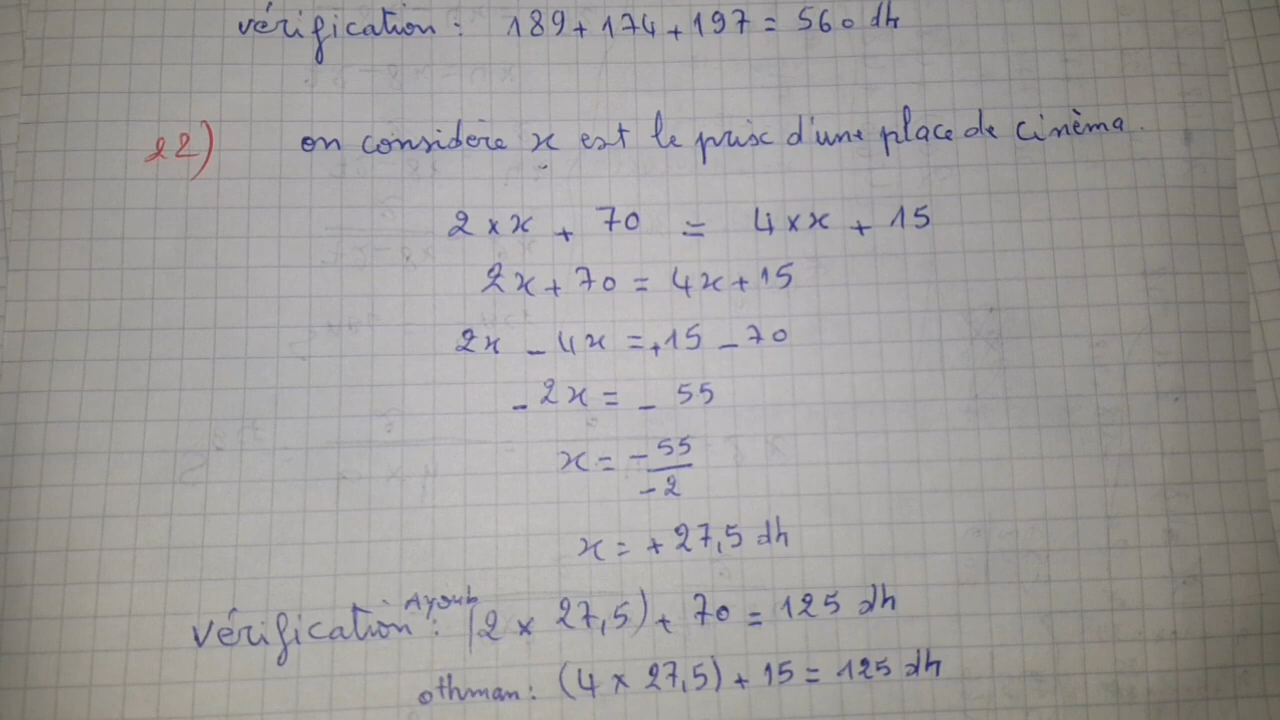 vérification : 189 + 174 + 197 = 560 dh
22) on considère x est le prix d'une place de cinèma.
2 × x + 70 = 4 × x + 15
2x + 70 = 4x + 15
2x - 4x = +15 - 70
- 2x = - 55
x = -55/-2
x = + 27,5 dh
Vérification : Ayoub (2 × 27,5) + 70 = 125 dh
othman : (4 × 27,5) + 15 = 125 dh